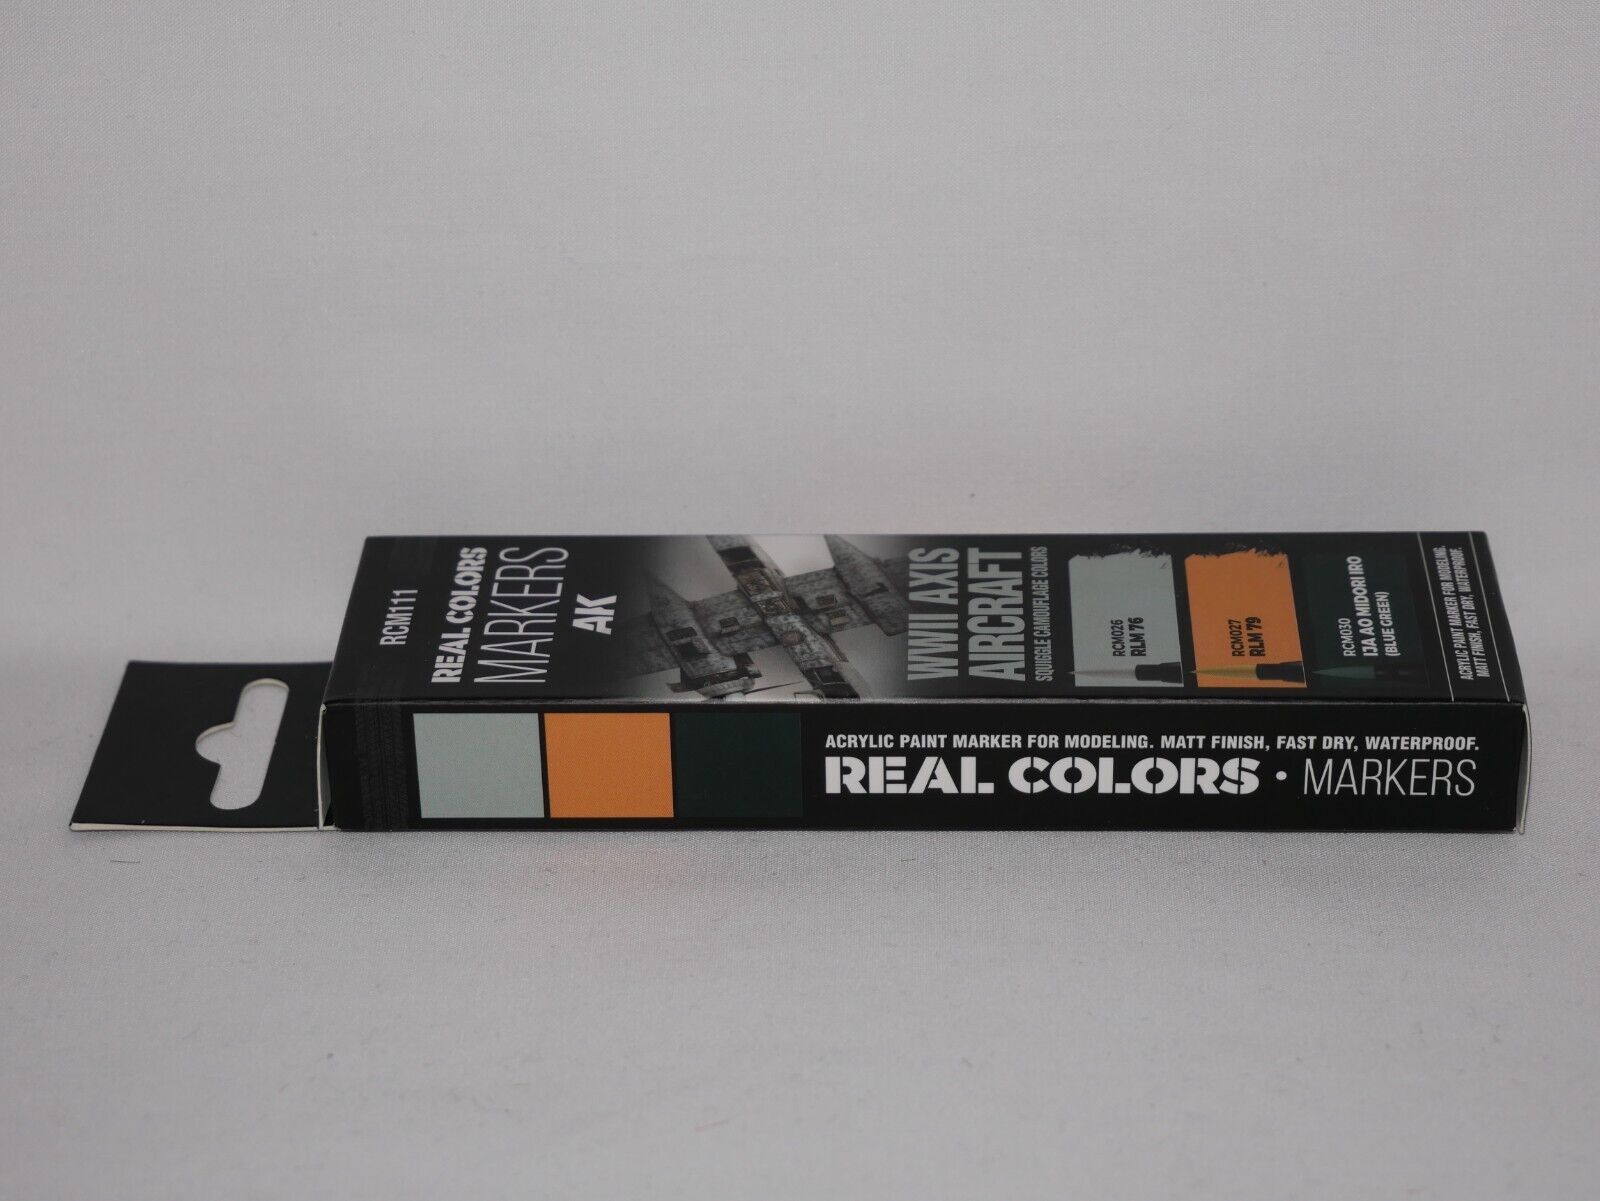 RCM111
REAL COLORS
MARKERS
AK
WWII AXIS
AIRCRAFT
SQUIGGLE CAMOUFLAGE COLORS
RCM026
RLM 76
RCM027
RLM 79
RCM030
IJA AO MIDORI IRO
(BLUE GREEN)
ACRYLIC PAINT MARKER FOR MODELING.
MATT FINISH, FAST DRY, WATERPROOF.
ACRYLIC PAINT MARKER FOR MODELING. MATT FINISH, FAST DRY, WATERPROOF.
REAL COLORS · MARKERS